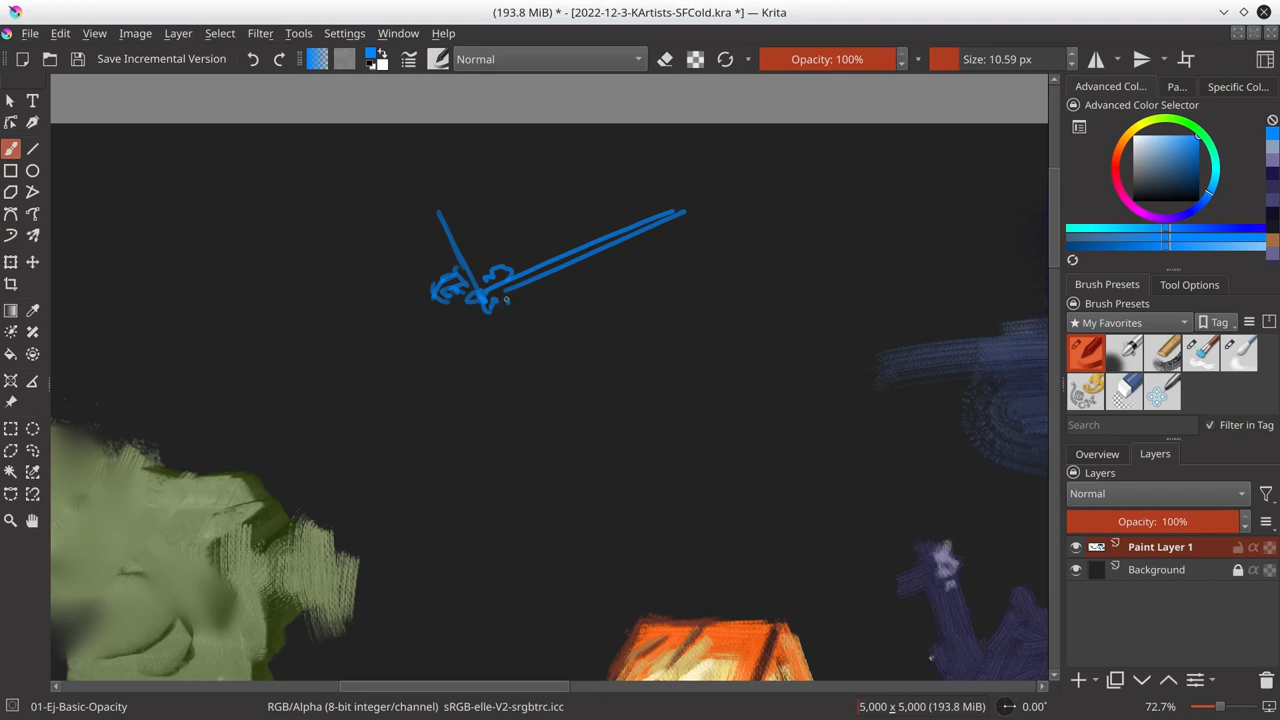 (193.8 MiB) * - [2022-12-3-KArtists-SFCold.kra *] — Krita
File Edit View Image Layer Select Filter Tools Settings Window Help
Save Incremental Version
Normal
Opacity: 100%
Size: 10.59 px
Advanced Col...
Pa...
Specific Col...
Advanced Color Selector
Brush Presets
Tool Options
Brush Presets
★ My Favorites
Tag
Search
Filter in Tag
Overview
Layers
Layers
Normal
Opacity: 100%
Paint Layer 1
Background
01-Ej-Basic-Opacity
RGB/Alpha (8-bit integer/channel) sRGB-elle-V2-srgbtrc.icc
5,000 x 5,000 (193.8 MiB)
0.00°
72.7%